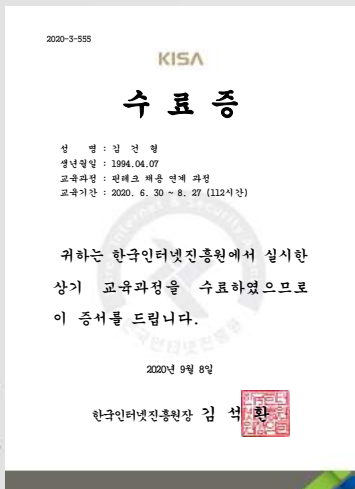 2020-3-555
KISA
수 료 증
성 명 : 김 건 형
생년월일 : 1994.04.07
교육과정 : 핀테크 채용 연계 과정
교육기간 : 2020. 6. 30 ~ 8. 27 (112시간)
귀하는 한국인터넷진흥원에서 실시한
상기 교육과정을 수료하였으므로
이 증서를 드립니다.
2020년 9월 8일
한국인터넷진흥원장 김 석 환